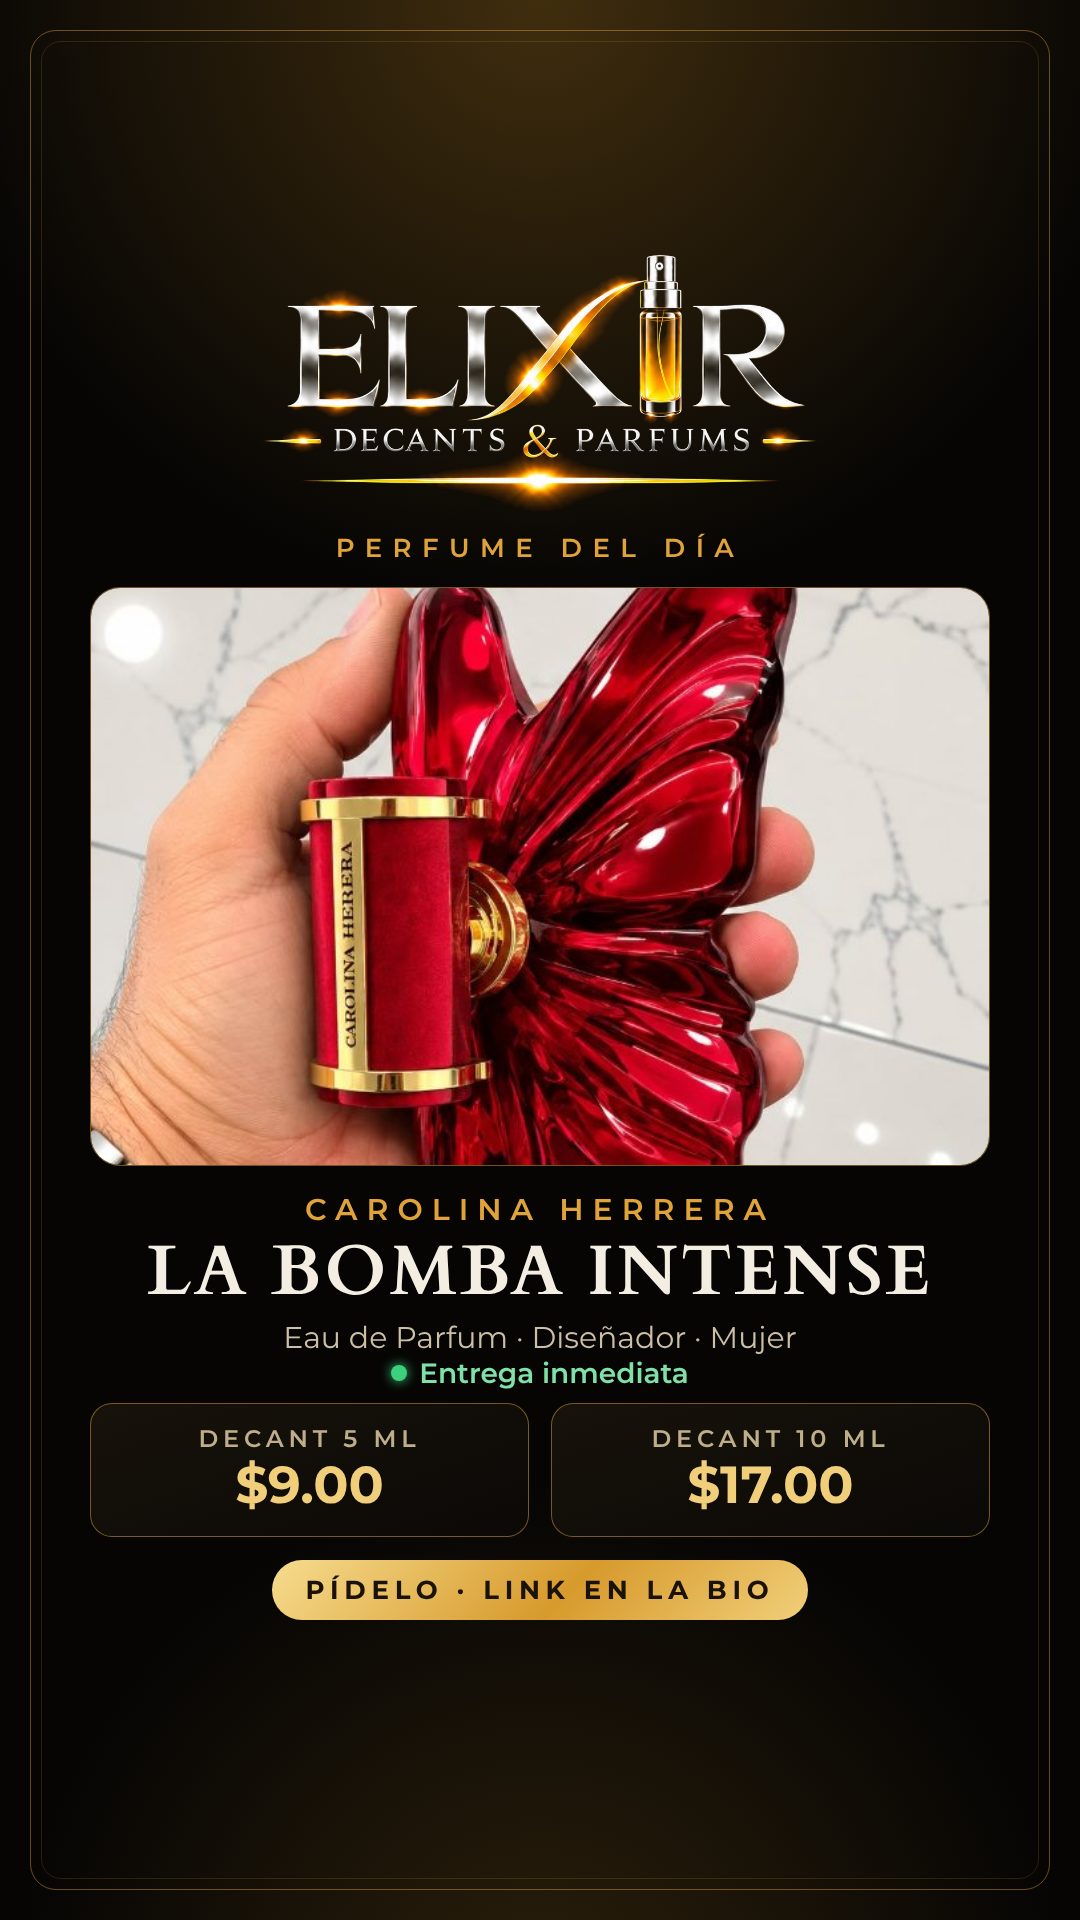 ELIXIR
DECANTS & PARFUMS
PERFUME DEL DÍA
CAROLINA HERERA
CAROLINA HERRERA
LA BOMBA INTENSE
Eau de Parfum · Diseñador · Mujer
Entrega inmediata
DECANT 5 ML
$9.00
DECANT 10 ML
$17.00
PÍDELO · LINK EN LA BIO